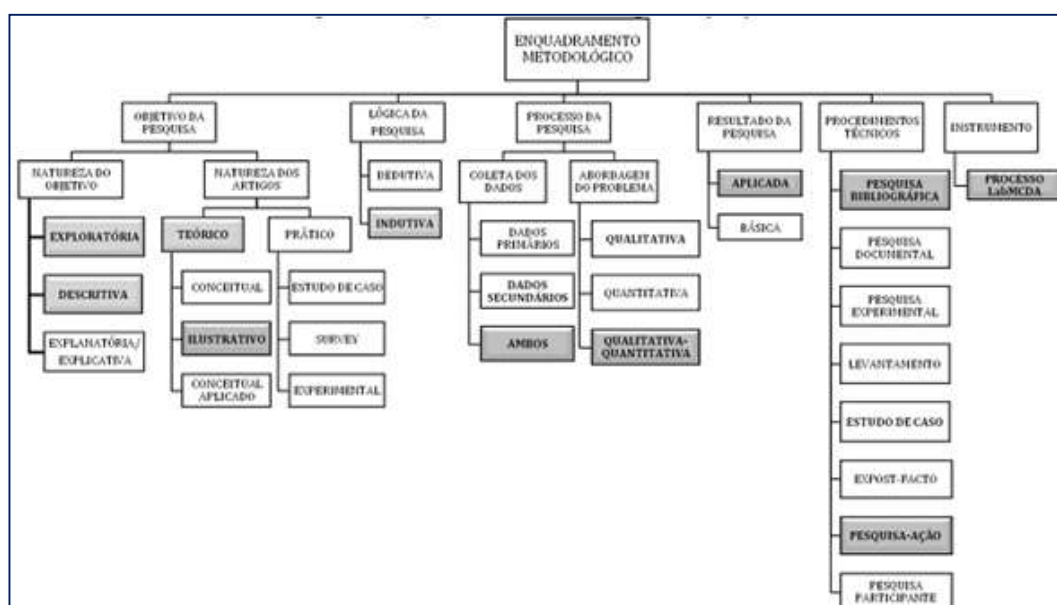 ENQUADRAMENTO
METODOLÓGICO
OBJETIVO DA
PESQUISA
LÓGICA DA
PESQUISA
PROCESSO DA
PESQUISA
RESULTADO DA
PESQUISA
PROCEDIMENTOS
TÉCNICOS
INSTRUMENTO
NATUREZA DO
OBJETIVO
NATUREZA DOS
ARTIGOS
DEDUTIVA
INDUTIVA
COLETA DOS
DADOS
ABORDAGEM
DO PROBLEMA
APLICADA
BÁSICA
PESQUISA
BIBLIOGRÁFICA
PROCESSO
LabMCDA
EXPLORATÓRIA
DESCRITIVA
EXPLANATÓRIA/
EXPLICATIVA
TEÓRICO
PRÁTICO
CONCEITUAL
ILUSTRATIVO
CONCEITUAL
APLICADO
ESTUDO DE CASO
SURVEY
EXPERIMENTAL
DADOS
PRIMÁRIOS
DADOS
SECUNDÁRIOS
AMBOS
QUALITATIVA
QUANTITATIVA
QUALITATIVA-
QUANTITATIVA
PESQUISA
DOCUMENTAL
PESQUISA
EXPERIMENTAL
LEVANTAMENTO
ESTUDO DE CASO
EXPOST-FACTO
PESQUISA-AÇÃO
PESQUISA
PARTICIPANTE